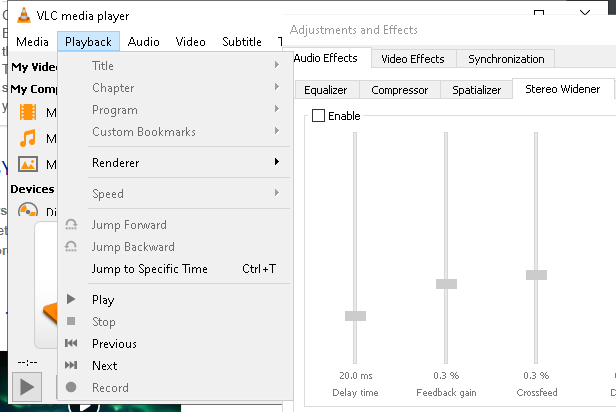 VLC media player
Media Playback Audio Video Subtitle
Adjustments and Effects
Audio Effects Video Effects Synchronization
Equalizer Compressor Spatializer Stereo Widener
Enable
My Vide
My Comp
M
M
M
Devices
Di
Title
Chapter
Program
Custom Bookmarks
Renderer
Speed
Jump Forward
Jump Backward
Jump to Specific Time Ctrl+T
Play
Stop
Previous
Next
Record
--:--
20.0 ms 0.3 % 0.3 %
Delay time Feedback gain Crossfeed